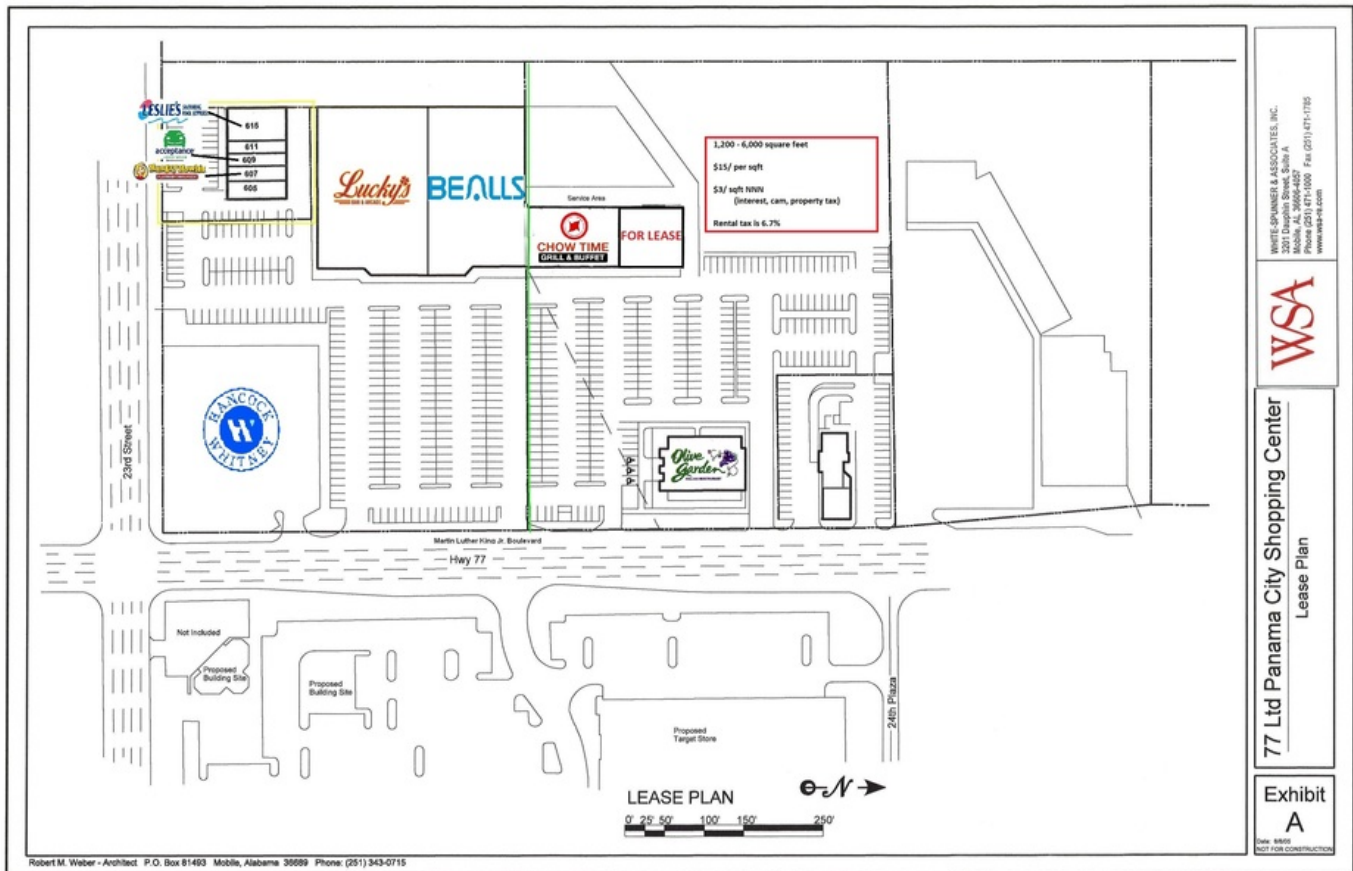 LESLIE'S
acceptance
615
611
609
607
605
Lucky's
BEALLS
Service Area
CHOW TIME
GRILL & BUFFET
FOR LEASE
1,200 - 6,000 square feet
$15/ per sqft
$3/ sqft NNN
(interest, cam, property tax)
Rental tax is 6.7%
HANCOCK
WHITNEY
Olive
Garden
23rd Street
Martin Luther King Jr. Boulevard
Hwy 77
Not Included
Proposed
Building Site
Proposed
Building Site
Proposed
Target Store
24th Plaza
LEASE PLAN
N
0' 25' 50' 100' 150' 250'
WHITE-SPUNNER & ASSOCIATES, INC.
3201 Dauphin Street, Suite A
Mobile, AL 36606-4057
Phone (251) 471-1000 Fax (251) 471-1785
www.wsa-re.com
WSA
77 Ltd Panama City Shopping Center
Lease Plan
Exhibit
A
Date:
NOT FOR CONSTRUCTION
Robert M. Weber - Architect P.O. Box 81493 Mobile, Alabama 36689 Phone: (251) 343-0715